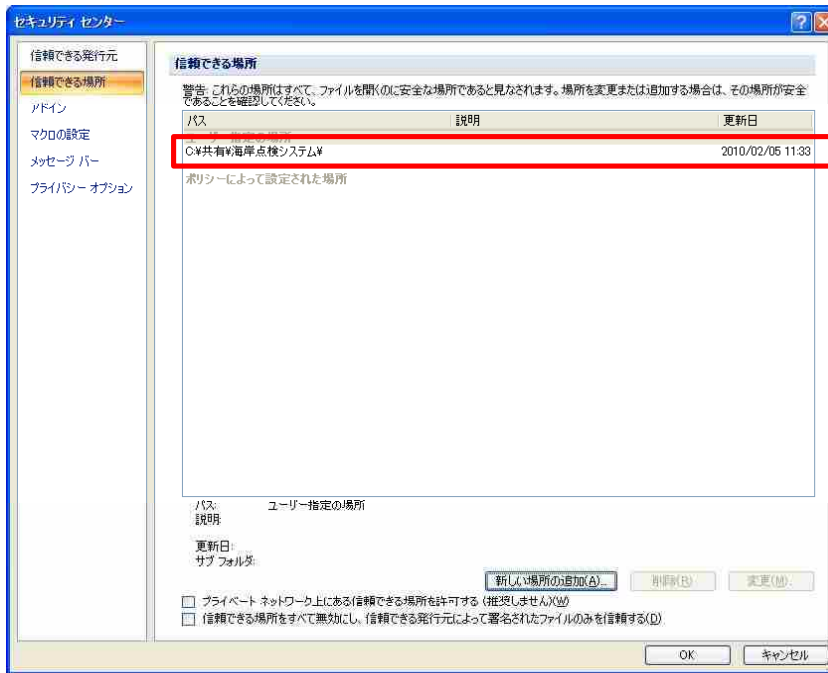 セキュリティ センター
信頼できる発行元
信頼できる場所
アドイン
マクロの設定
メッセージ バー
プライバシー オプション
信頼できる場所
警告: これらの場所はすべて、ファイルを開くのに安全な場所であると見なされます。場所を変更または追加する場合は、その場所が安全
であることを確認してください。
パス 説明 更新日
ユーザー指定の場所
C:¥共有¥海岸点検システム¥ 2010/02/05 11:33
ポリシーによって設定された場所
パス: ユーザー指定の場所
説明:
更新日:
サブ フォルダ:
新しい場所の追加(A)... 削除(R) 変更(M)...
プライベート ネットワーク上にある信頼できる場所を許可する (推奨しません)(W)
信頼できる場所をすべて無効にし、信頼できる発行元によって署名されたファイルのみを信頼する(D)
OK キャンセル